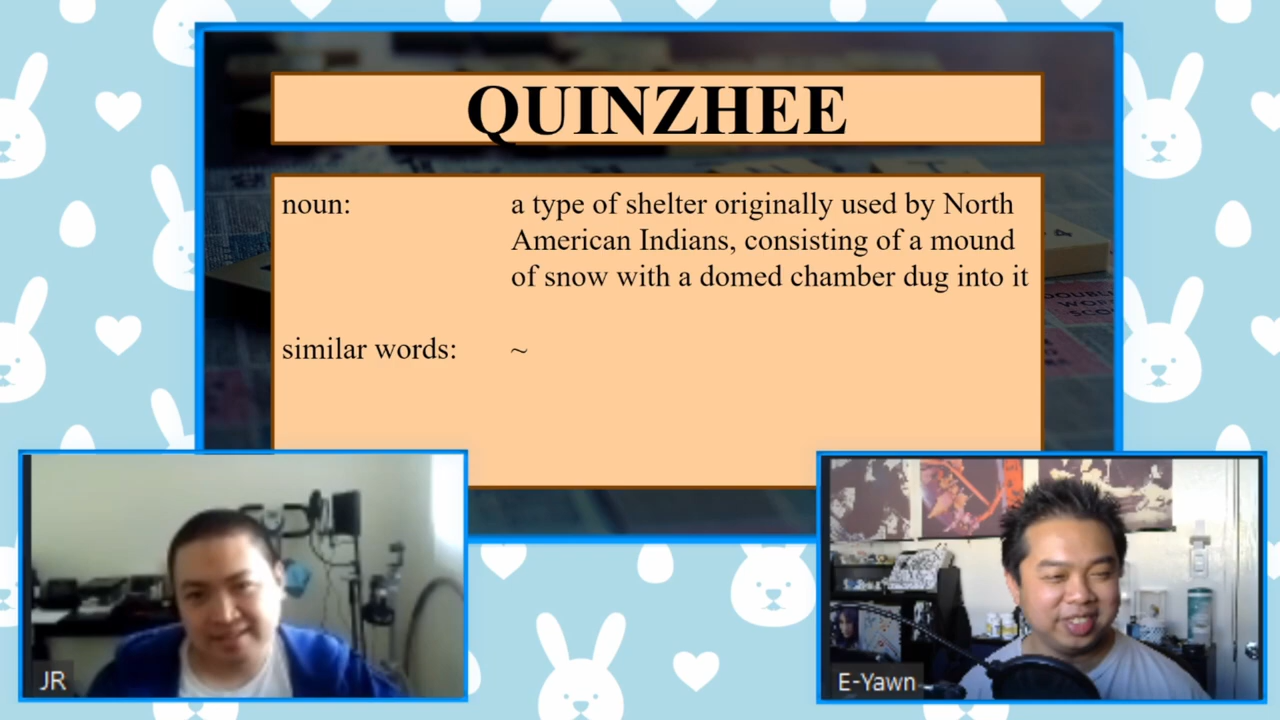 QUINZHEE
noun: a type of shelter originally used by North
American Indians, consisting of a mound
of snow with a domed chamber dug into it
similar words: ~
JR
E-Yawn